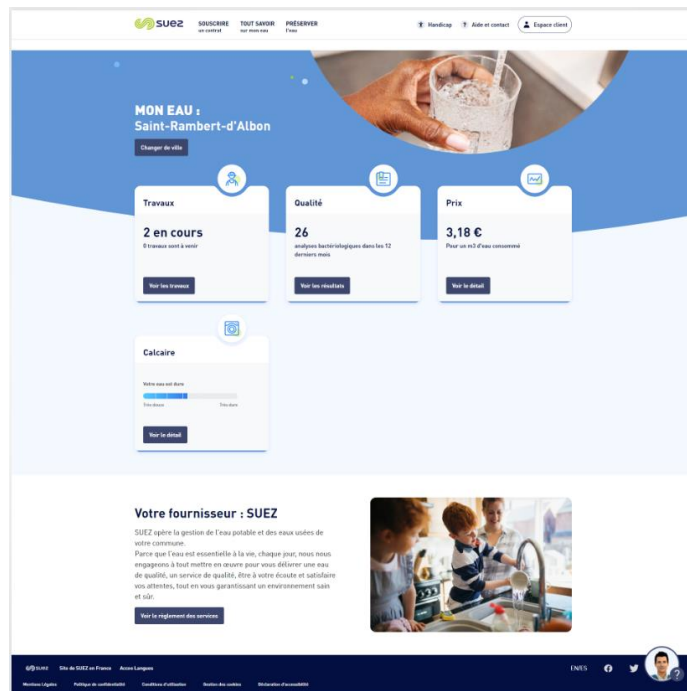 suez
SOUSCRIRE
un contrat
TOUT SAVOIR
sur mon eau
PRÉSERVER
l'eau
Handicap
Aide et contact
Espace client
MON EAU :
Saint-Rambert-d'Albon
Changer de ville
Travaux
2 en cours
0 travaux sont à venir
Voir les travaux
Qualité
26
analyses bactériologiques dans les 12
derniers mois
Voir les résultats
Prix
3,18 €
Pour un m3 d'eau consommé
Voir le détail
Calcaire
Votre eau est dure
Très douce
Très dure
Voir le détail
Votre fournisseur : SUEZ
SUEZ opère la gestion de l'eau potable et des eaux usées de
votre commune.
Parce que l'eau est essentielle à la vie, chaque jour, nous nous
engageons à tout mettre en œuvre pour vous délivrer une eau
de qualité, un service de qualité, être à votre écoute et satisfaire
vos attentes, tout en vous garantissant un environnement sain
et sûr.
Voir le règlement des services
suez
Site de SUEZ en France
Acceo Langues
EN/ES
?
Mentions Légales
Politique de confidentialité
Conditions d'utilisation
Gestion des cookies
Déclaration d'accessibilité